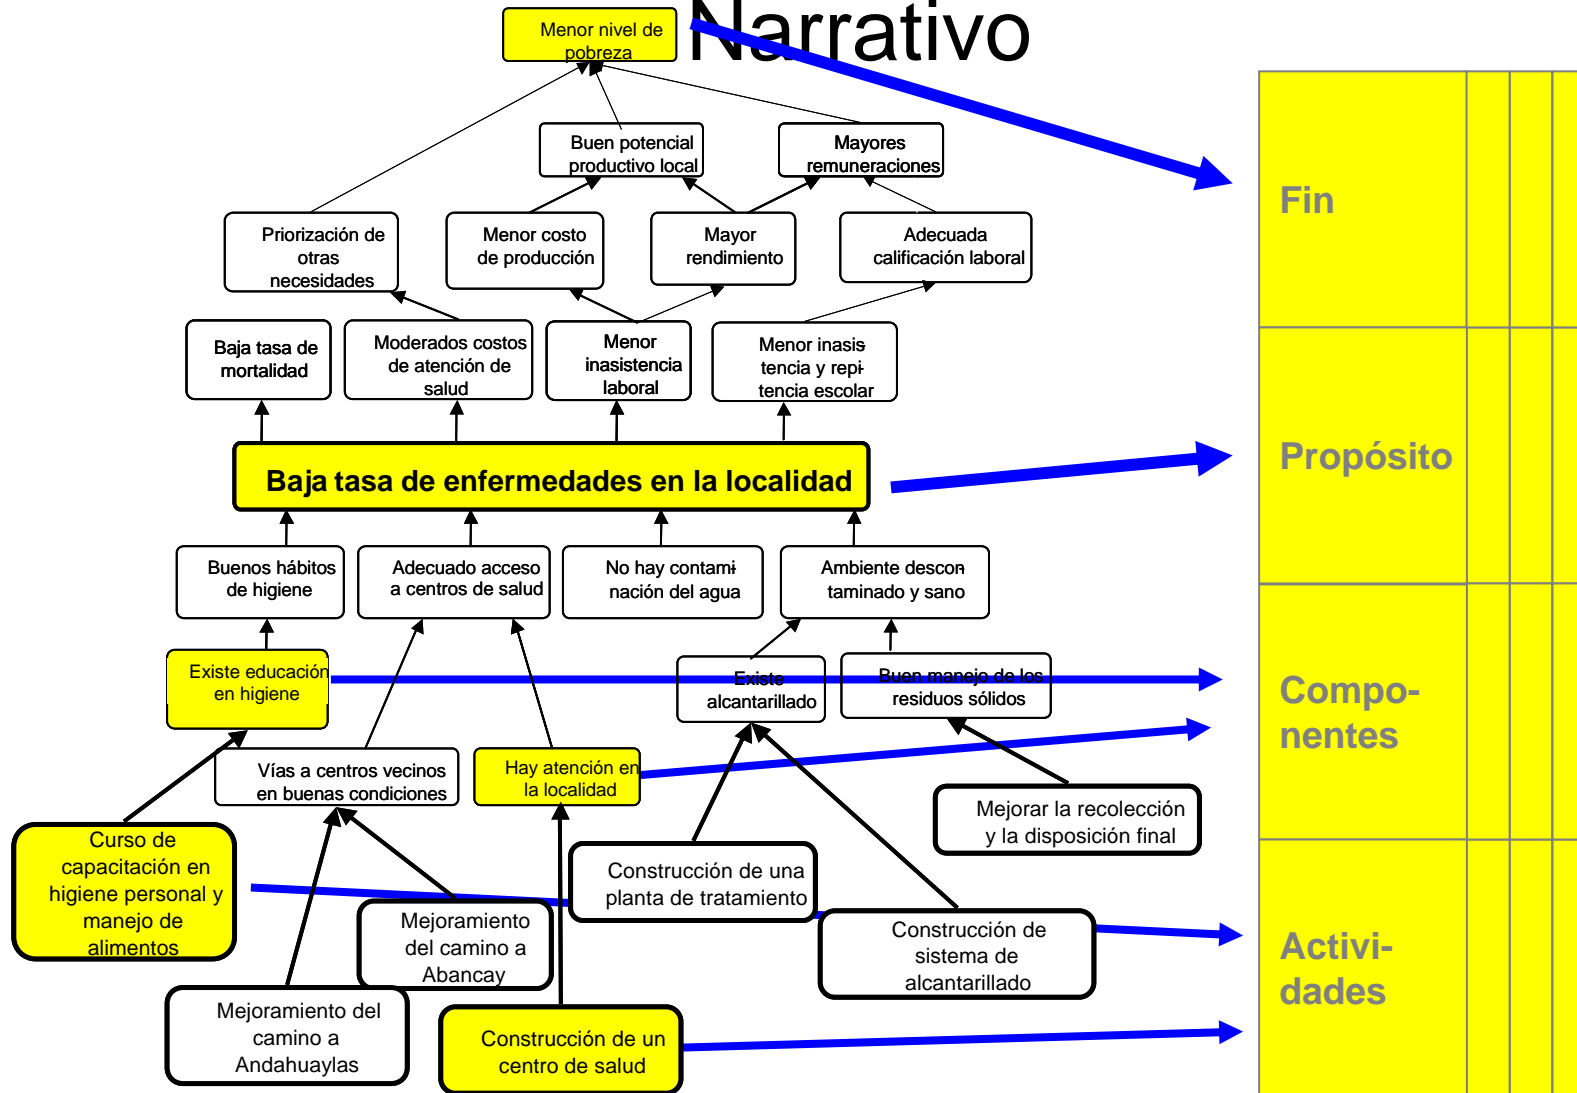 Narrativo
Menor nivel de
pobreza
Buen potencial
productivo local
Mayores
remuneraciones
Priorización de
otras
necesidades
Menor costo
de producción
Mayor
rendimiento
Adecuada
calificación laboral
Baja tasa de
mortalidad
Moderados costos
de atención de
salud
Menor
inasistencia
laboral
Menor inasis-
tencia y repi-
tencia escolar
Baja tasa de enfermedades en la localidad
Buenos hábitos
de higiene
Adecuado acceso
a centros de salud
No hay contami-
nación del agua
Ambiente descon-
taminado y sano
Existe educación
en higiene
Existe
alcantarillado
Buen manejo de los
residuos sólidos
Vías a centros vecinos
en buenas condiciones
Hay atención en
la localidad
Mejorar la recolección
y la disposición final
Curso de
capacitación en
higiene personal y
manejo de
alimentos
Construcción de una
planta de tratamiento
Mejoramiento
del camino a
Abancay
Construcción de
sistema de
alcantarillado
Mejoramiento del
camino a
Andahuaylas
Construcción de un
centro de salud
Fin
Propósito
Compo-
nentes
Activi-
dades